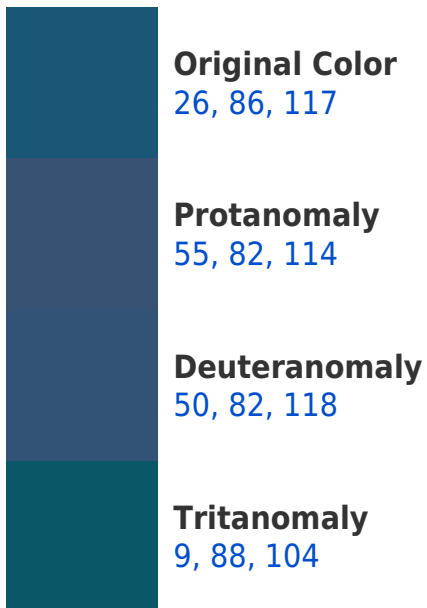 Original Color
26, 86, 117
Protanomaly
55, 82, 114
Deuteranomaly
50, 82, 118
Tritanomaly
9, 88, 104